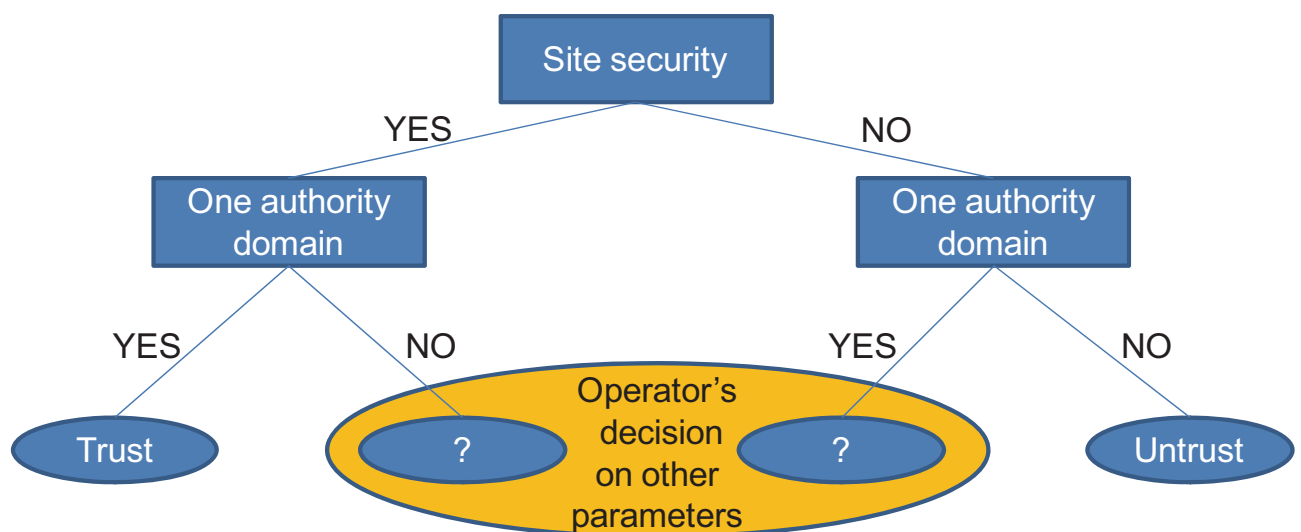 Site security
YES
NO
One authority
domain
One authority
domain
YES
NO
YES
NO
Operator’s
decision
on other
parameters
Trust
?
?
Untrust